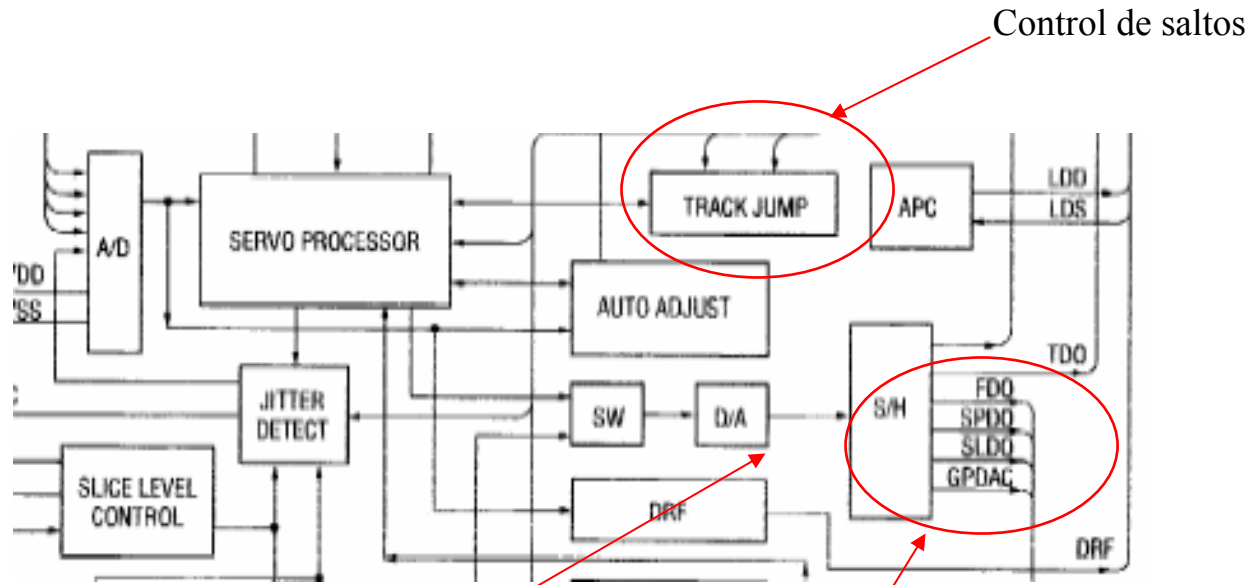 Control de saltos
LDD
TRACK JUMP
APC
LDS
SERVO PROCESSOR
A/D
AUTO ADJUST
TDO
FDO
JITTER
DETECT
SW
D/A
S/H
SPDO
SLDO
GPDAC
SLICE LEVEL
CONTROL
DRF
DRF